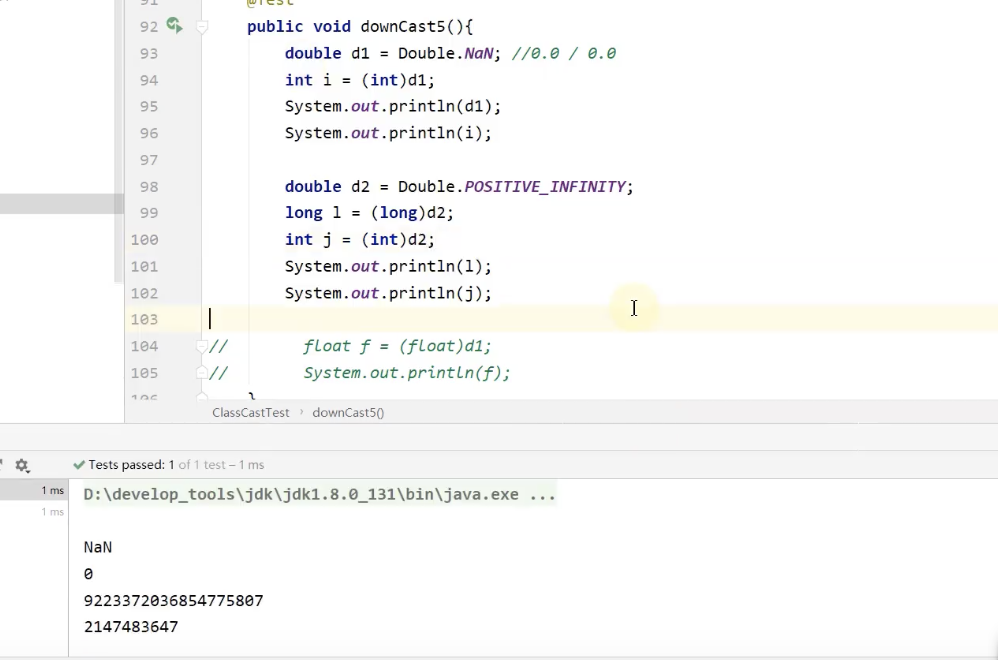 91 @Test
92 public void downCast5(){
93 double d1 = Double.NaN; //0.0 / 0.0
94 int i = (int)d1;
95 System.out.println(d1);
96 System.out.println(i);
97
98 double d2 = Double.POSITIVE_INFINITY;
99 long l = (long)d2;
100 int j = (int)d2;
101 System.out.println(l);
102 System.out.println(j);
103
104 // float f = (float)d1;
105 // System.out.println(f);
106 }
ClassCastTest › downCast5()
Tests passed: 1 of 1 test – 1 ms
1 ms D:\develop_tools\jdk\jdk1.8.0_131\bin\java.exe ...
1 ms
NaN
0
9223372036854775807
2147483647